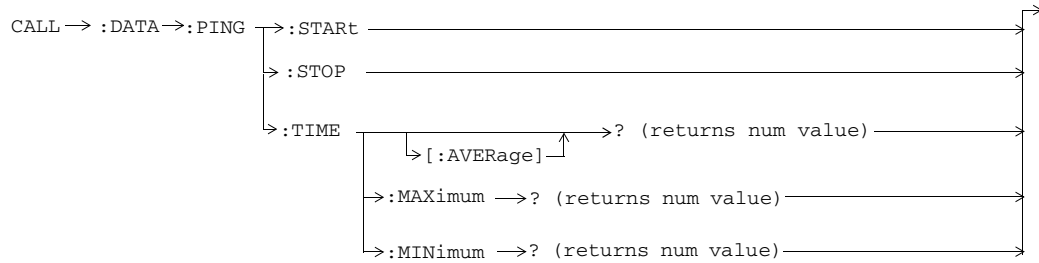 CALL :DATA :PING :STARt
:STOP
:TIME ? (returns num value)
[:AVERage]
:MAXimum ? (returns num value)
:MINimum ? (returns num value)